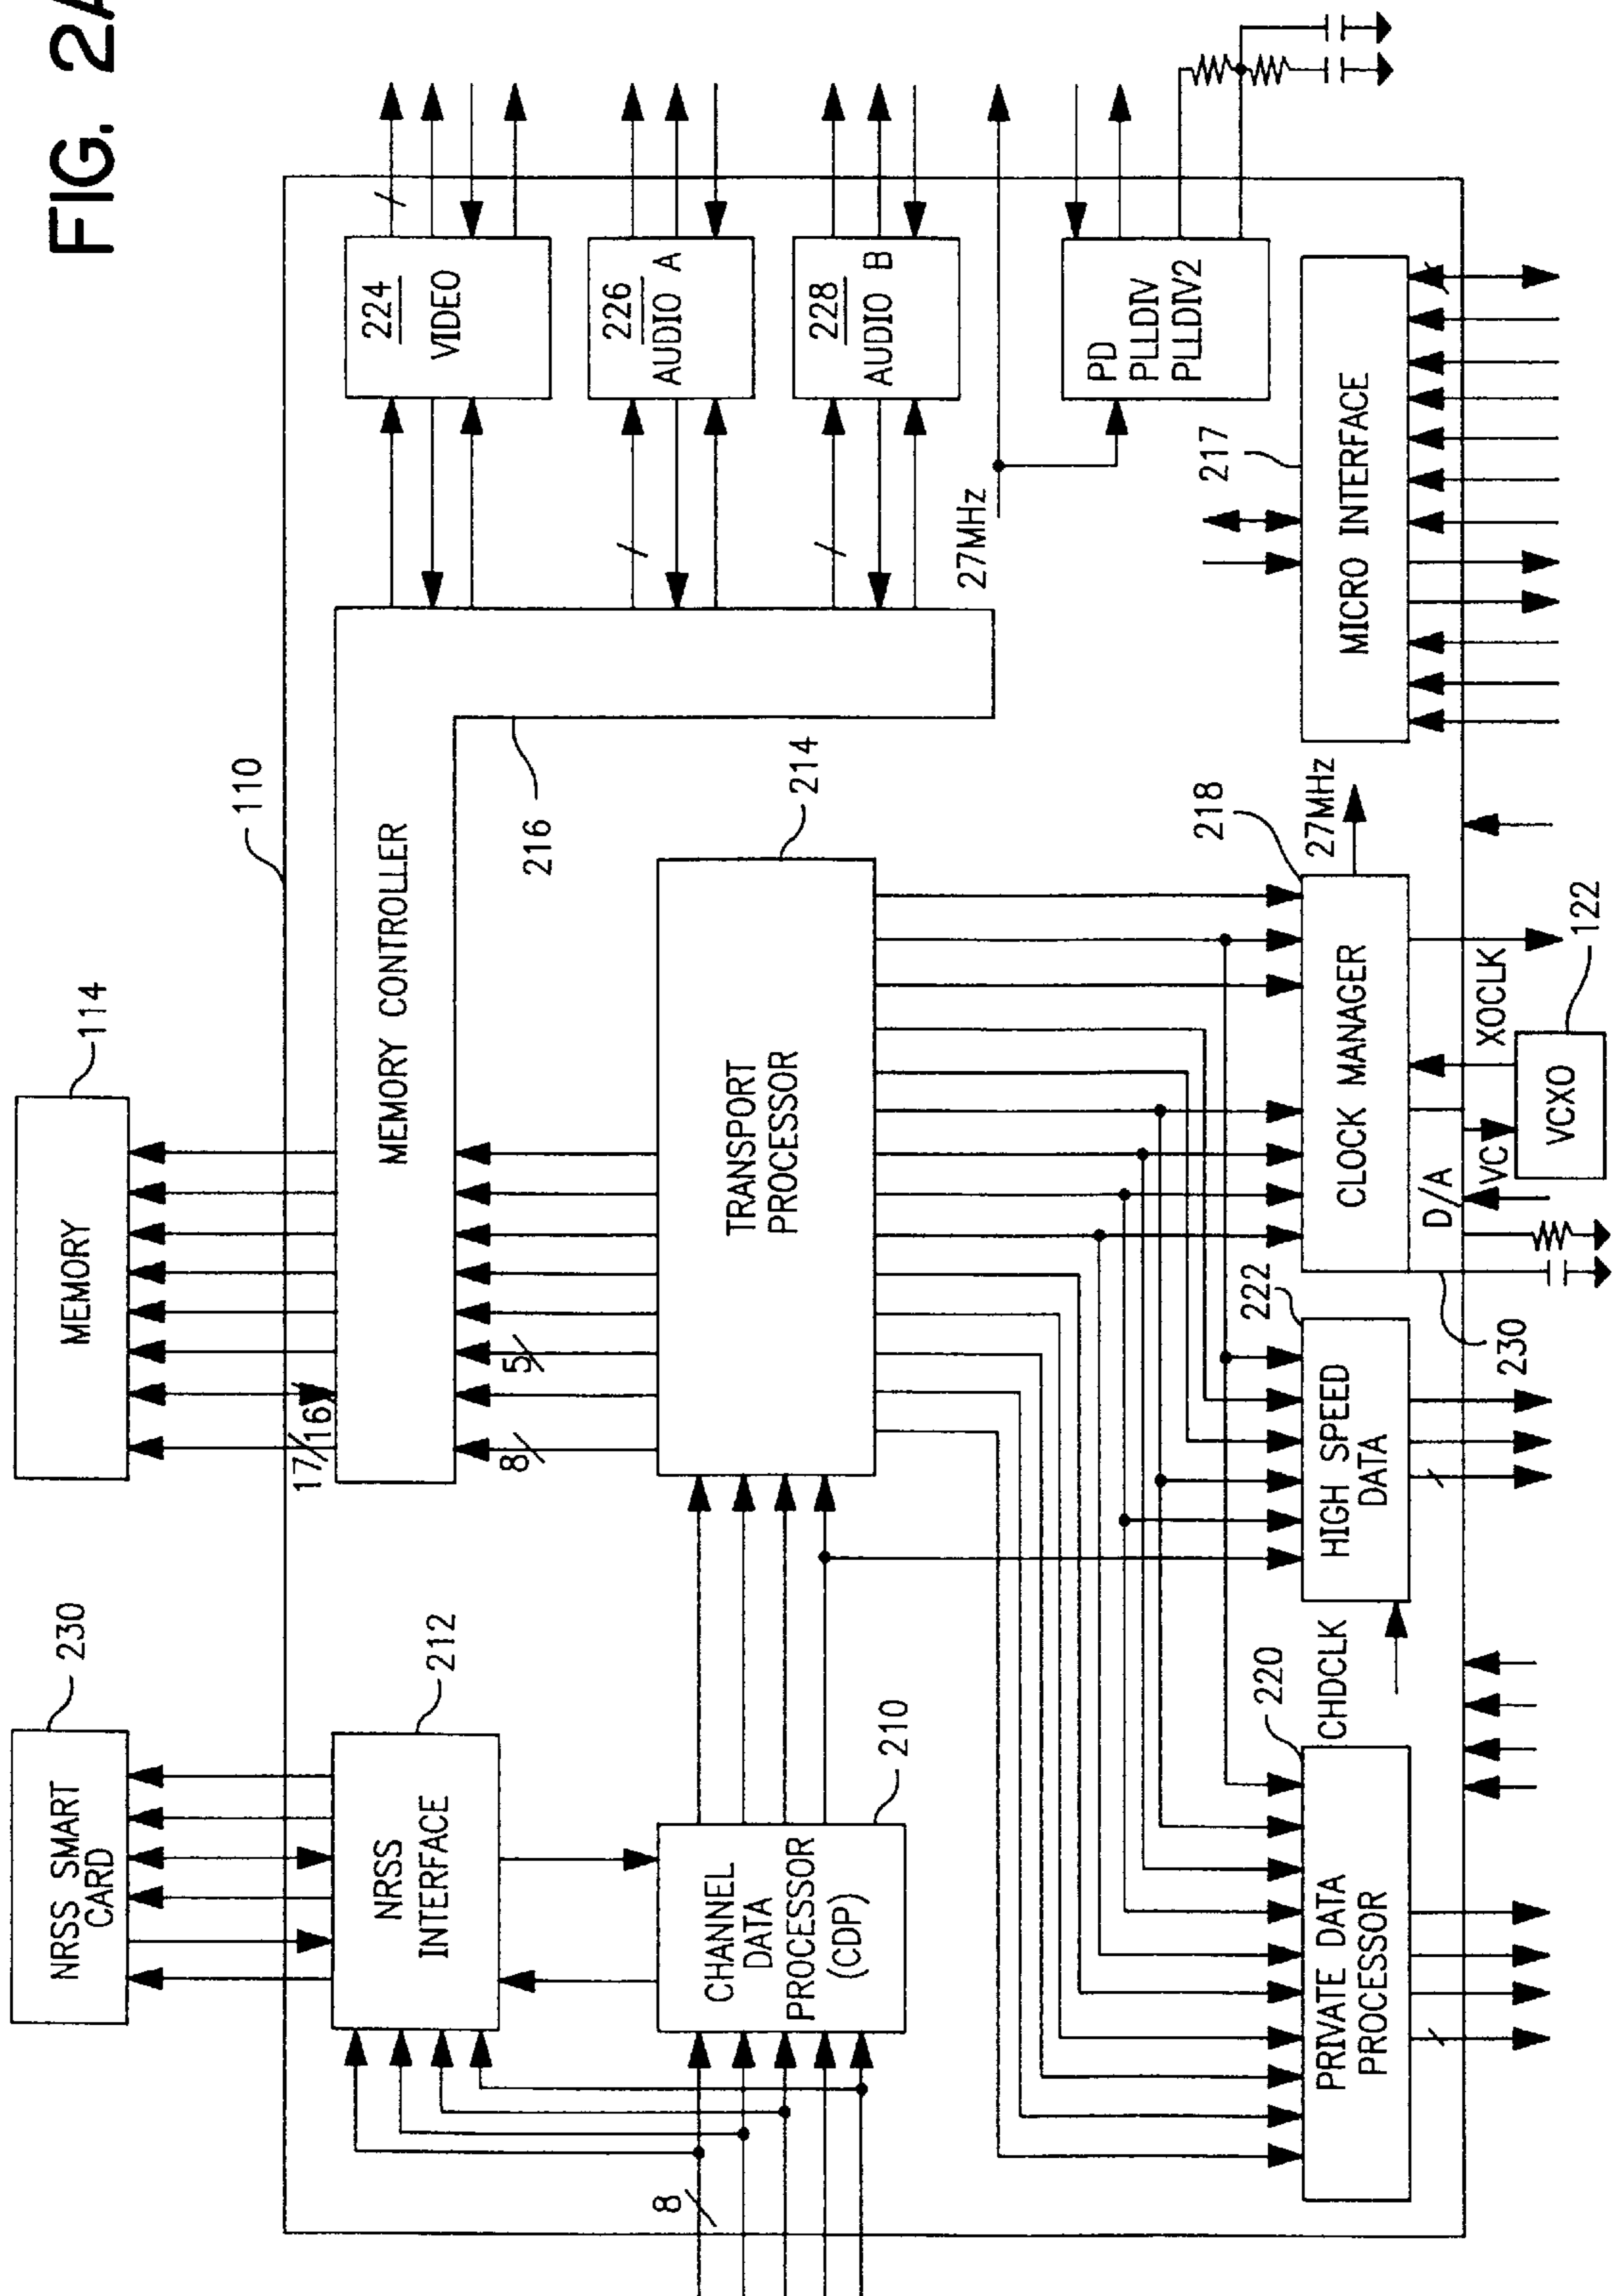 FIG. 2A
230
NRSS SMART
CARD
114
MEMORY
110
17/16
212
NRSS
INTERFACE
MEMORY CONTROLLER
216
224
VIDEO
226
AUDIO A
228
AUDIO B
8
5
8
210
CHANNEL
DATA
PROCESSOR
(CDP)
214
TRANSPORT
PROCESSOR
27MHz
PD
PLLDIV
PLLDIV2
220
PRIVATE DATA
PROCESSOR
CHDCLK
222
HIGH SPEED
DATA
218
CLOCK MANAGER
27MHz
217
MICRO INTERFACE
230
D/A
VC
XOCLK
VCXO
122